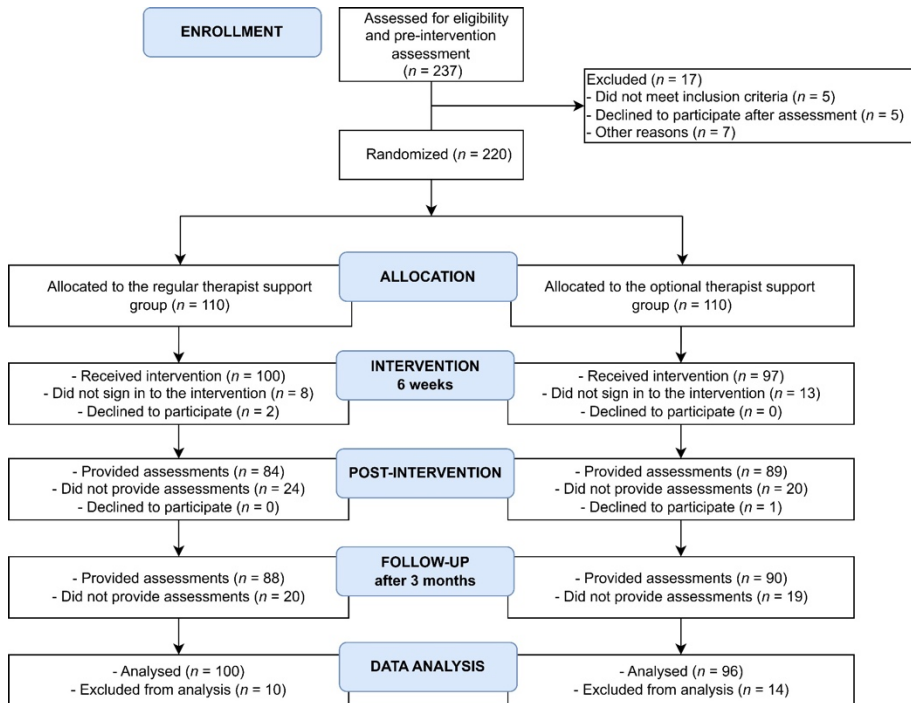 ENROLLMENT
Assessed for eligibility
and pre-intervention
assessment
(n = 237)
Excluded (n = 17)
- Did not meet inclusion criteria (n = 5)
- Declined to participate after assessment (n = 5)
- Other reasons (n = 7)
Randomized (n = 220)
ALLOCATION
Allocated to the regular therapist support
group (n = 110)
Allocated to the optional therapist support
group (n = 110)
INTERVENTION
6 weeks
- Received intervention (n = 100)
- Did not sign in to the intervention (n = 8)
- Declined to participate (n = 2)
- Received intervention (n = 97)
- Did not sign in to the intervention (n = 13)
- Declined to participate (n = 0)
POST-INTERVENTION
- Provided assessments (n = 84)
- Did not provide assessments (n = 24)
- Declined to participate (n = 0)
- Provided assessments (n = 89)
- Did not provide assessments (n = 20)
- Declined to participate (n = 1)
FOLLOW-UP
after 3 months
- Provided assessments (n = 88)
- Did not provide assessments (n = 20)
- Provided assessments (n = 90)
- Did not provide assessments (n = 19)
DATA ANALYSIS
- Analysed (n = 100)
- Excluded from analysis (n = 10)
- Analysed (n = 96)
- Excluded from analysis (n = 14)